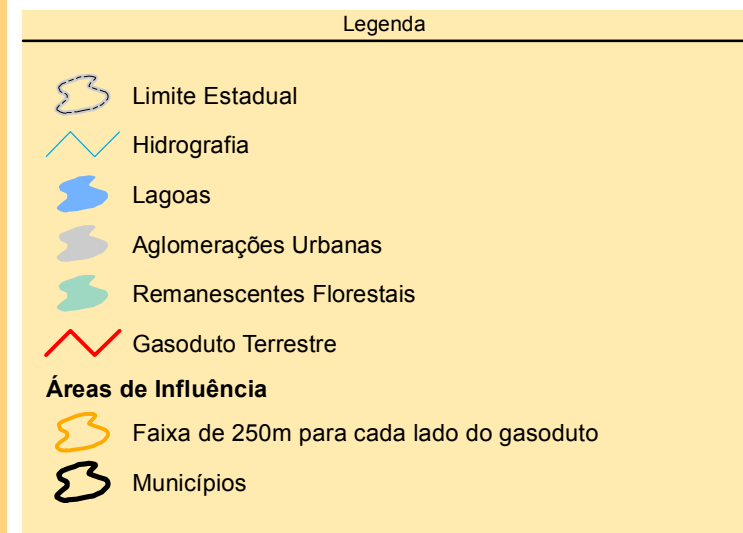 Legenda
Limite Estadual
Hidrografia
Lagoas
Aglomerações Urbanas
Remanescentes Florestais
Gasoduto Terrestre
Áreas de Influência
Faixa de 250m para cada lado do gasoduto
Municípios